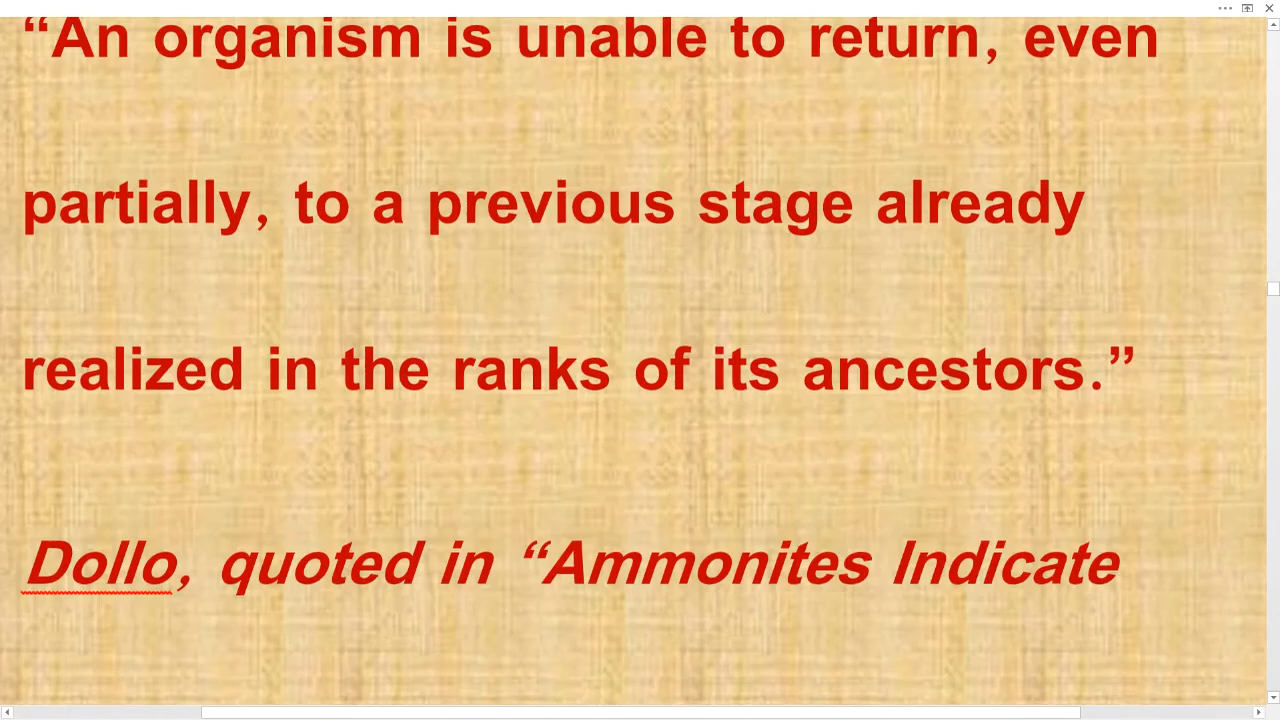 “An organism is unable to return, even
partially, to a previous stage already
realized in the ranks of its ancestors.”
Dollo, quoted in “Ammonites Indicate